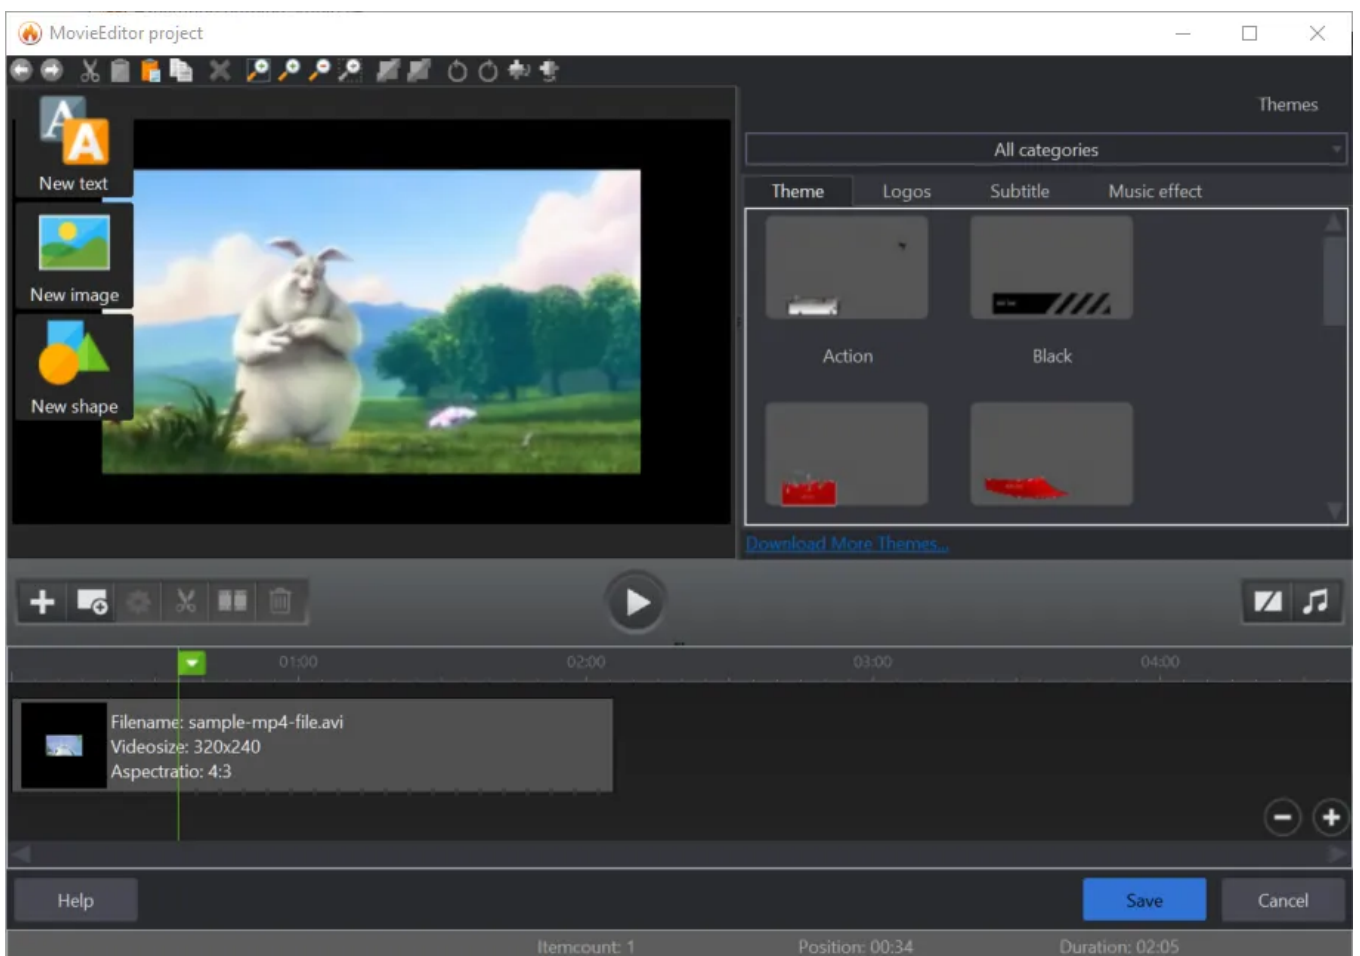 MovieEditor project
Themes
All categories
Theme Logos Subtitle Music effect
New text
New image
New shape
Action Black
Download More Themes...
01:00 02:00 03:00 04:00
Filename: sample-mp4-file.avi
Videosize: 320x240
Aspectratio: 4:3
Help Save Cancel
Itemcount: 1 Position: 00:34 Duration: 02:05